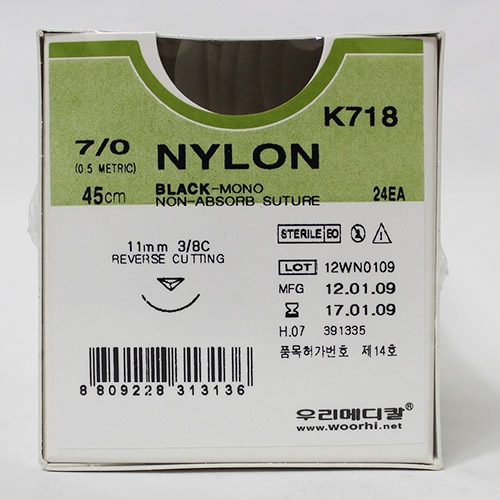 K718
7/0
(0.5 METRIC)
NYLON
45cm
BLACK-MONO
NON-ABSORB SUTURE
24EA
11mm 3/8C
REVERSE CUTTING
STERILE EO
LOT 12WN0109
MFG 12.01.09
17.01.09
H.07 391335
품목허가번호 제14호
8 809228 313136
우리메디칼®
www.woorhi.net